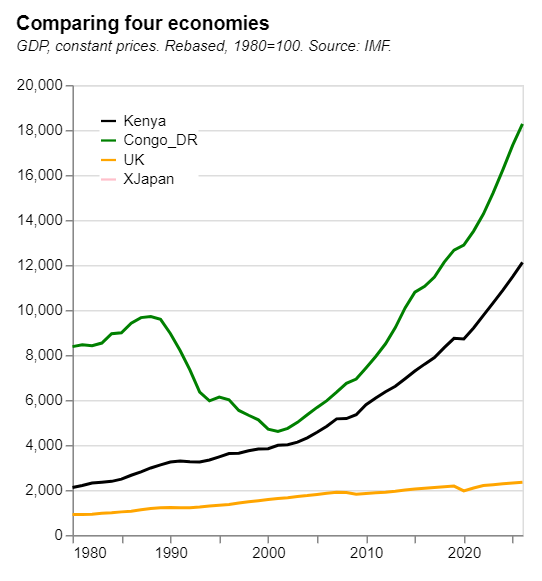 Comparing four economies
GDP, constant prices. Rebased, 1980=100. Source: IMF.
20,000
18,000
16,000
14,000
12,000
10,000
8,000
6,000
4,000
2,000
0
Kenya
Congo_DR
UK
XJapan
1980
1990
2000
2010
2020